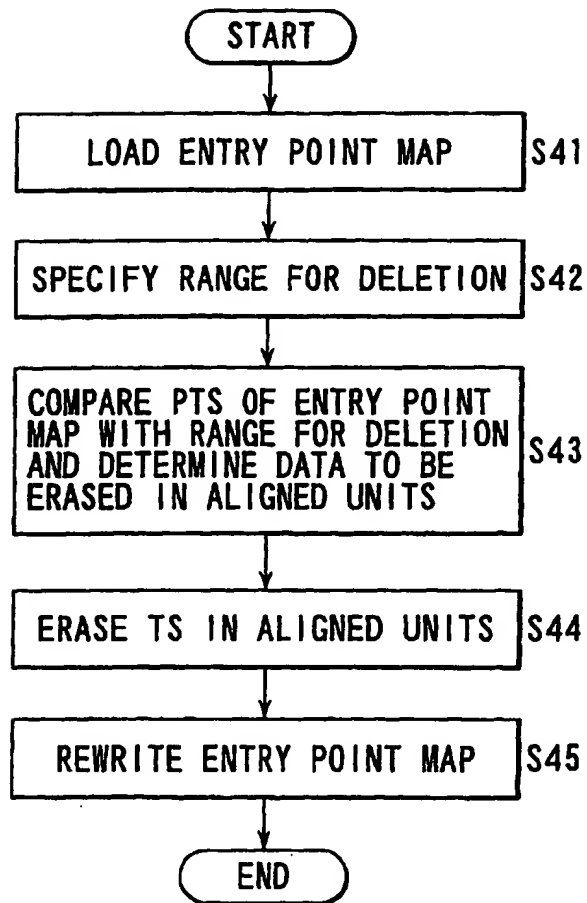 START
LOAD ENTRY POINT MAP S41
SPECIFY RANGE FOR DELETION S42
COMPARE PTS OF ENTRY POINT
MAP WITH RANGE FOR DELETION
AND DETERMINE DATA TO BE
ERASED IN ALIGNED UNITS
S43
ERASE TS IN ALIGNED UNITS S44
REWRITE ENTRY POINT MAP S45
END